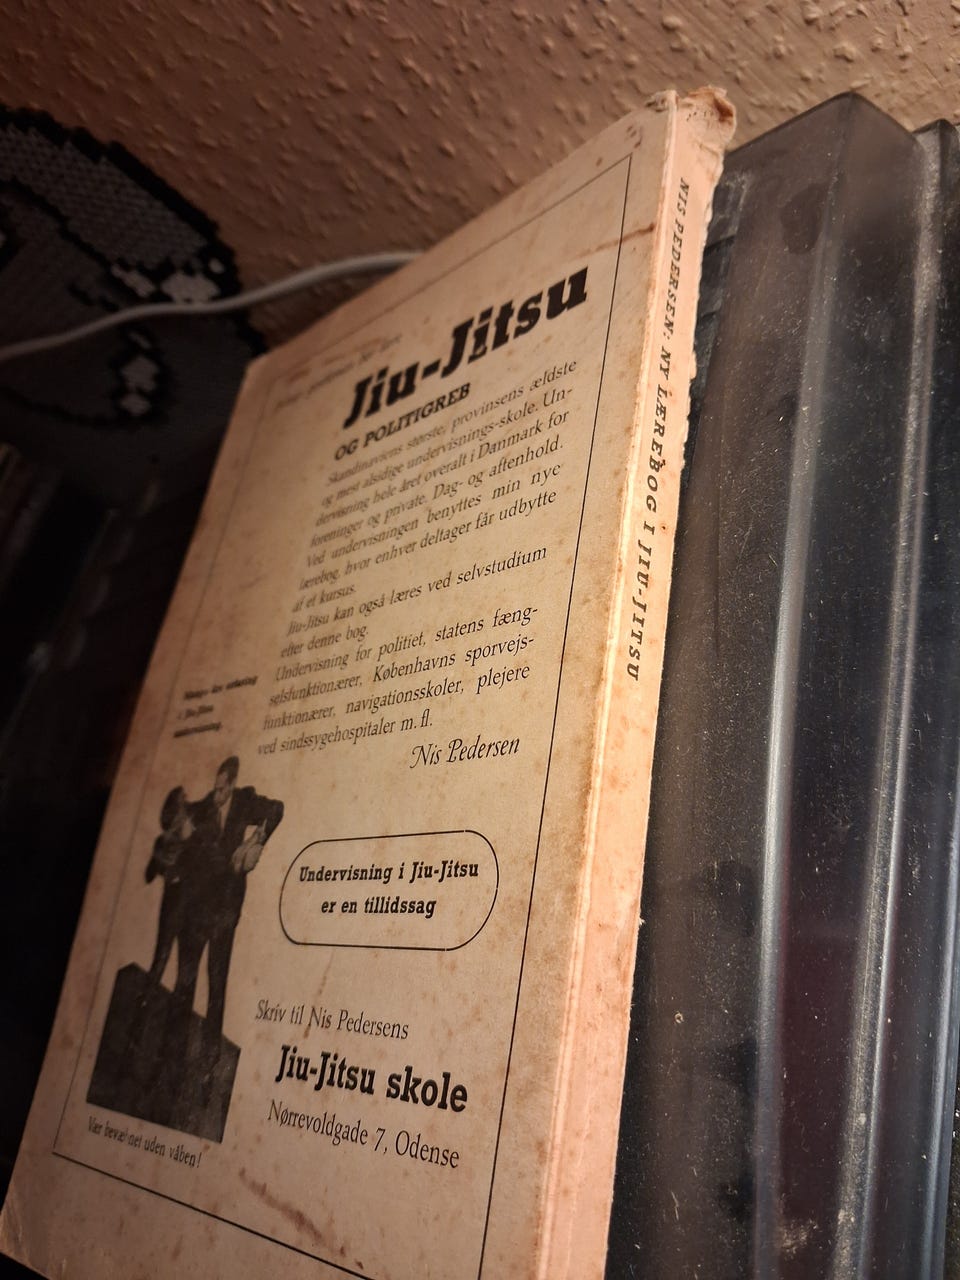 Jiu-Jitsu
OG POLITIGREB
Skandinaviens største, provinsens ældste
og mest alsidige undervisnings-skole. Un-
dervisning hele året overalt i Danmark for
foreninger og private. Dag- og aftenhold.
Ved undervisningen benyttes min nye
lærebog, hvor enhver deltager får udbytte
af et kursus.
Jiu-Jitsu kan også læres ved selvstudium
efter denne bog.
Undervisning for politiet, statens fæng-
selsfunktionærer, Københavns sporvejs-
funktionærer, navigationsskoler, plejere
ved sindssygehospitaler m. fl.
Nis Pedersen
Undervisning i Jiu-Jitsu
er en tillidssag
Skriv til Nis Pedersens
Jiu-Jitsu skole
Nørrevoldgade 7, Odense
Vær bevæbnet uden våben!
NIS PEDERSEN: NY LÆREBOG I JIU-JITSU